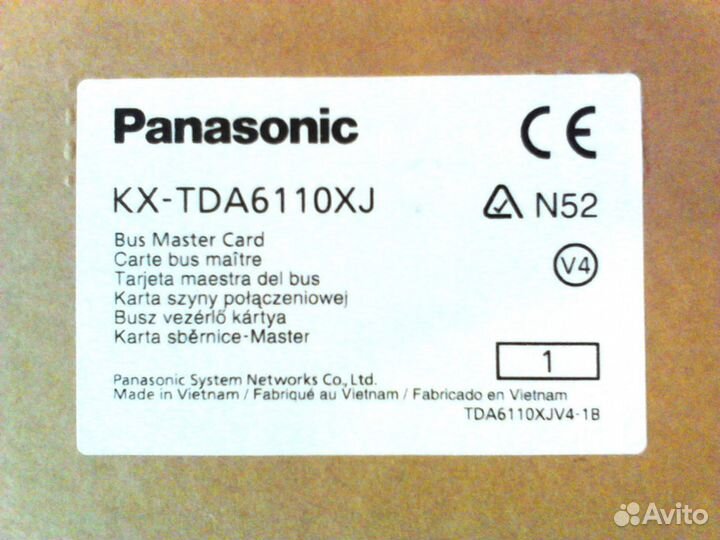 Panasonic
CE
KX-TDA6110XJ
N52
Bus Master Card
Carte bus maître
Tarjeta maestra del bus
Karta szyny połączeniowej
Busz vezérlő kártya
Karta sběrnice-Master
V4
1
Panasonic System Networks Co., Ltd.
Made in Vietnam / Fabriqué au Vietnam / Fabricado en Vietnam
TDA6110XJV4-1B
Avito